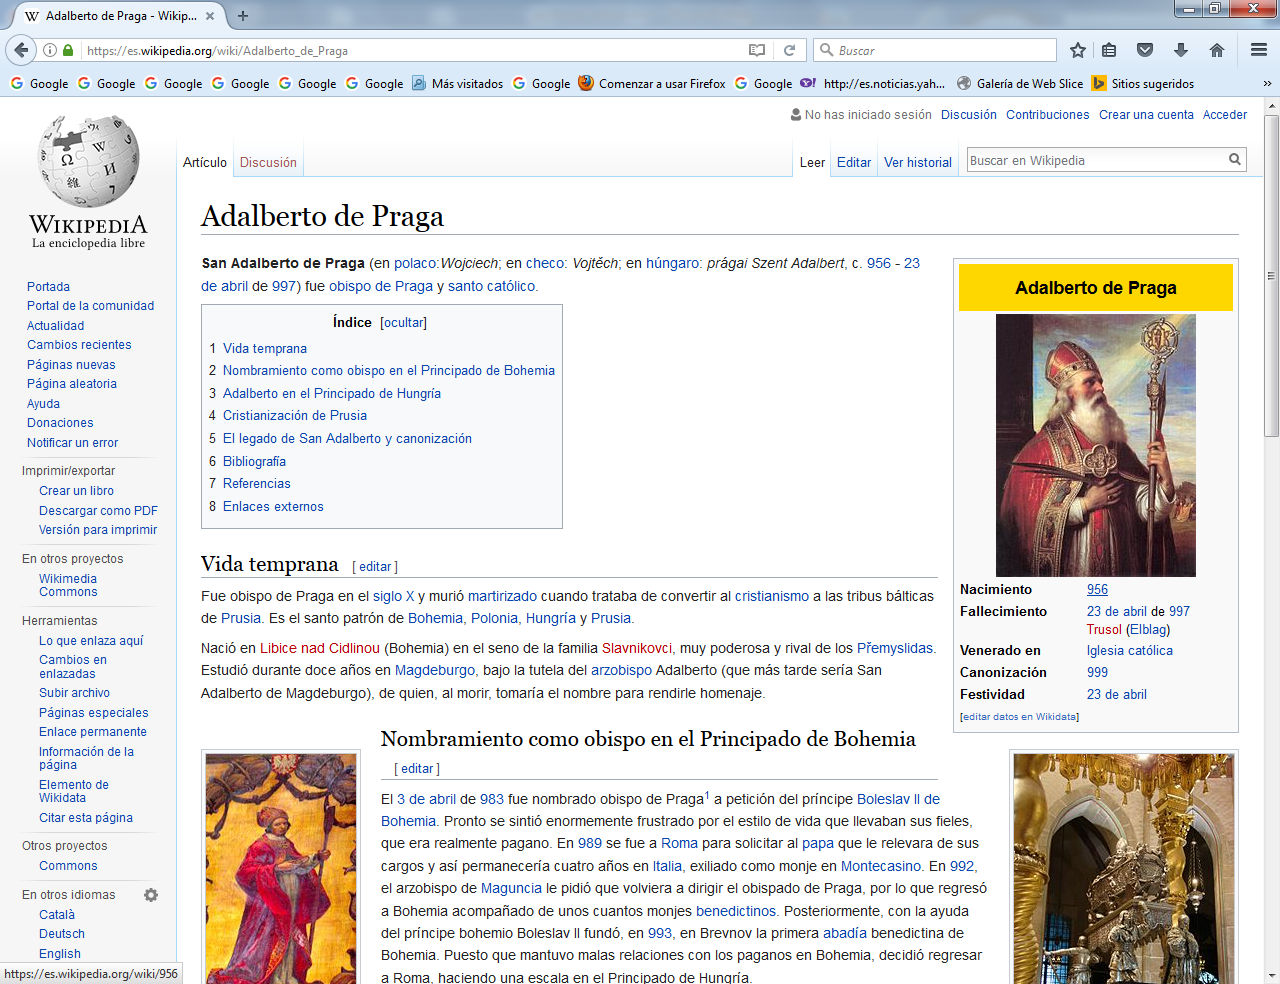 Adalberto de Praga - Wikip...
https://es.wikipedia.org/wiki/Adalberto_de_Praga
Buscar
Google Google Google Google Google Google Más visitados Google Comenzar a usar Firefox Google http://es.noticias.yah... Galería de Web Slice Sitios sugeridos
No ha iniciado sesión Discusión Contribuciones Crear una cuenta Acceder
Artículo Discusión Leer Editar Ver historial Buscar en Wikipedia
WIKIPEDIA
La enciclopedia libre
Portada
Portal de la comunidad
Actualidad
Cambios recientes
Páginas nuevas
Página aleatoria
Ayuda
Donaciones
Notificar un error
Imprimir/exportar
Crear un libro
Descargar como PDF
Versión para imprimir
En otros proyectos
Wikimedia
Commons
Herramientas
Lo que enlaza aquí
Cambios en
enlazadas
Subir archivo
Páginas especiales
Enlace permanente
Información de la
página
Elemento de
Wikidata
Citar esta página
Otros proyectos
Commons
En otros idiomas
Català
Deutsch
English
https://es.wikipedia.org/wiki/956
Adalberto de Praga
San Adalberto de Praga (en polaco:Wojciech; en checo: Vojtěch; en húngaro: prágai Szent Adalbert, c. 956 - 23
de abril de 997) fue obispo de Praga y santo católico.
Índice [ocultar]
1 Vida temprana
2 Nombramiento como obispo en el Principado de Bohemia
3 Adalberto en el Principado de Hungría
4 Cristianización de Prusia
5 El legado de San Adalberto y canonización
6 Bibliografía
7 Referencias
8 Enlaces externos
Adalberto de Praga
Nacimiento 956
Fallecimiento 23 de abril de 997
Trusol (Elblag)
Venerado en Iglesia católica
Canonización 999
Festividad 23 de abril
[editar datos en Wikidata]
Vida temprana [ editar ]
Fue obispo de Praga en el siglo X y murió martirizado cuando trataba de convertir al cristianismo a las tribus bálticas
de Prusia. Es el santo patrón de Bohemia, Polonia, Hungría y Prusia.
Nació en Libice nad Cidlinou (Bohemia) en el seno de la familia Slavnikovci, muy poderosa y rival de los Přemyslidas.
Estudió durante doce años en Magdeburgo, bajo la tutela del arzobispo Adalberto (que más tarde sería San
Adalberto de Magdeburgo), de quien, al morir, tomaría el nombre para rendirle homenaje.
Nombramiento como obispo en el Principado de Bohemia
[ editar ]
El 3 de abril de 983 fue nombrado obispo de Praga1 a petición del príncipe Boleslav II de
Bohemia. Pronto se sintió enormemente frustrado por el estilo de vida que llevaban sus fieles,
que era realmente pagano. En 989 se fue a Roma para solicitar al papa que le relevara de sus
cargos y así permanecería cuatro años en Italia, exiliado como monje en Montecasino. En 992,
el arzobispo de Maguncia le pidió que volviera a dirigir el obispado de Praga, por lo que regresó
a Bohemia acompañado de unos cuantos monjes benedictinos. Posteriormente, con la ayuda
del príncipe bohemio Boleslav II fundó, en 993, en Brevnov la primera abadía benedictina de
Bohemia. Puesto que mantuvo malas relaciones con los paganos en Bohemia, decidió regresar
a Roma, haciendo una escala en el Principado de Hungría.